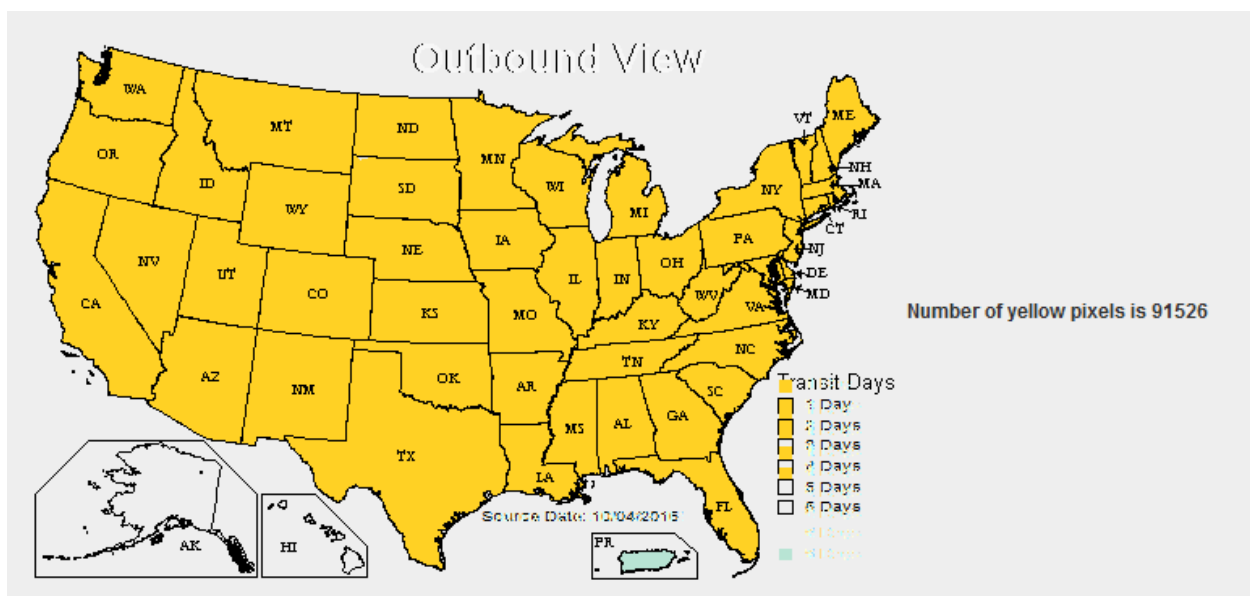 Outbound View
WA
MT
ND
MN
VT
ME
OR
ID
SD
WI
NH
MA
WY
MI
NY
RI
CT
IA
PA
NJ
NE
NV
UT
IL
IN
OH
DE
MD
CO
WV
VA
CA
KS
MO
KY
Number of yellow pixels is 91526
NC
TN
AZ
NM
OK
AR
SC
Transit Days
1 Day
2 Days
3 Days
4 Days
5 Days
6 Days
MS
AL
GA
TX
LA
FL
Source Date: 10/04/2016
AK
HI
PR